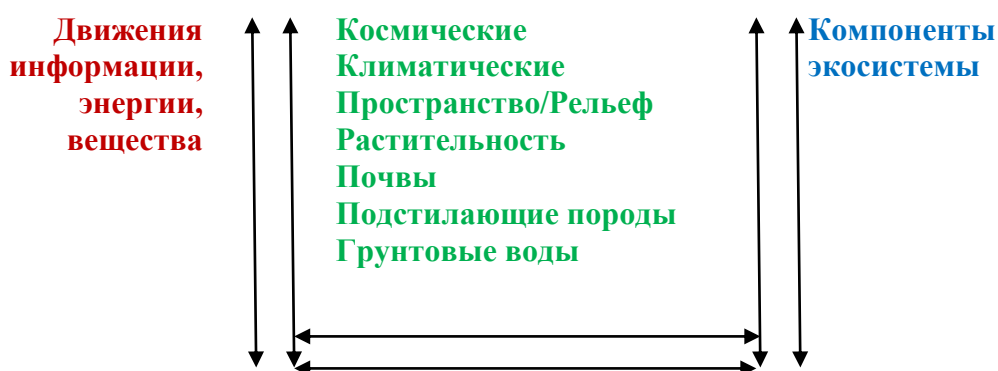 Движения
информации,
энергии,
вещества
Космические
Климатические
Пространство/Рельеф
Растительность
Почвы
Подстилающие породы
Грунтовые воды
Компоненты
экосистемы